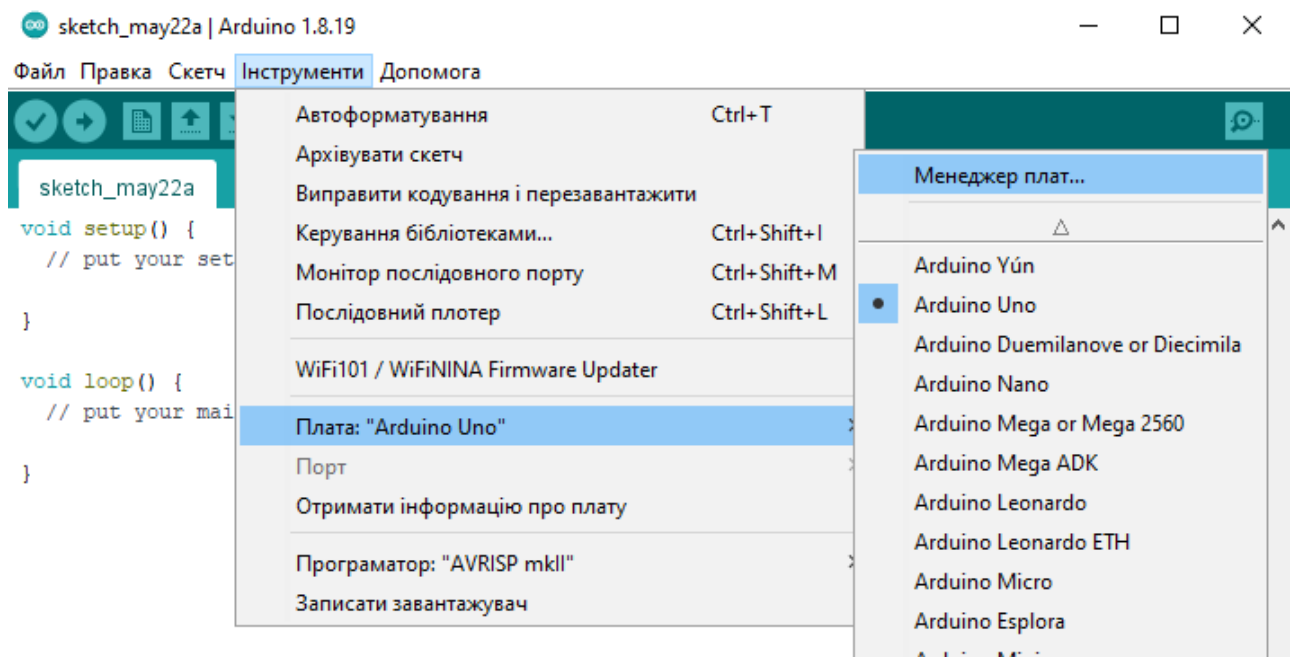 sketch_may22a | Arduino 1.8.19
Файл Правка Скетч Інструменти Допомога
sketch_may22a
void setup() {
// put your set
}
void loop() {
// put your mai
}
Автоформатування Ctrl+T
Архівувати скетч
Виправити кодування і перезавантажити
Керування бібліотеками... Ctrl+Shift+I
Монітор послідовного порту Ctrl+Shift+M
Послідовний плотер Ctrl+Shift+L
WiFi101 / WiFiNINA Firmware Updater
Плата: "Arduino Uno"
Порт
Отримати інформацію про плату
Програматор: "AVRISP mkII"
Записати завантажувач
Менеджер плат...
Arduino Yún
Arduino Uno
Arduino Duemilanove or Diecimila
Arduino Nano
Arduino Mega or Mega 2560
Arduino Mega ADK
Arduino Leonardo
Arduino Leonardo ETH
Arduino Micro
Arduino Esplora